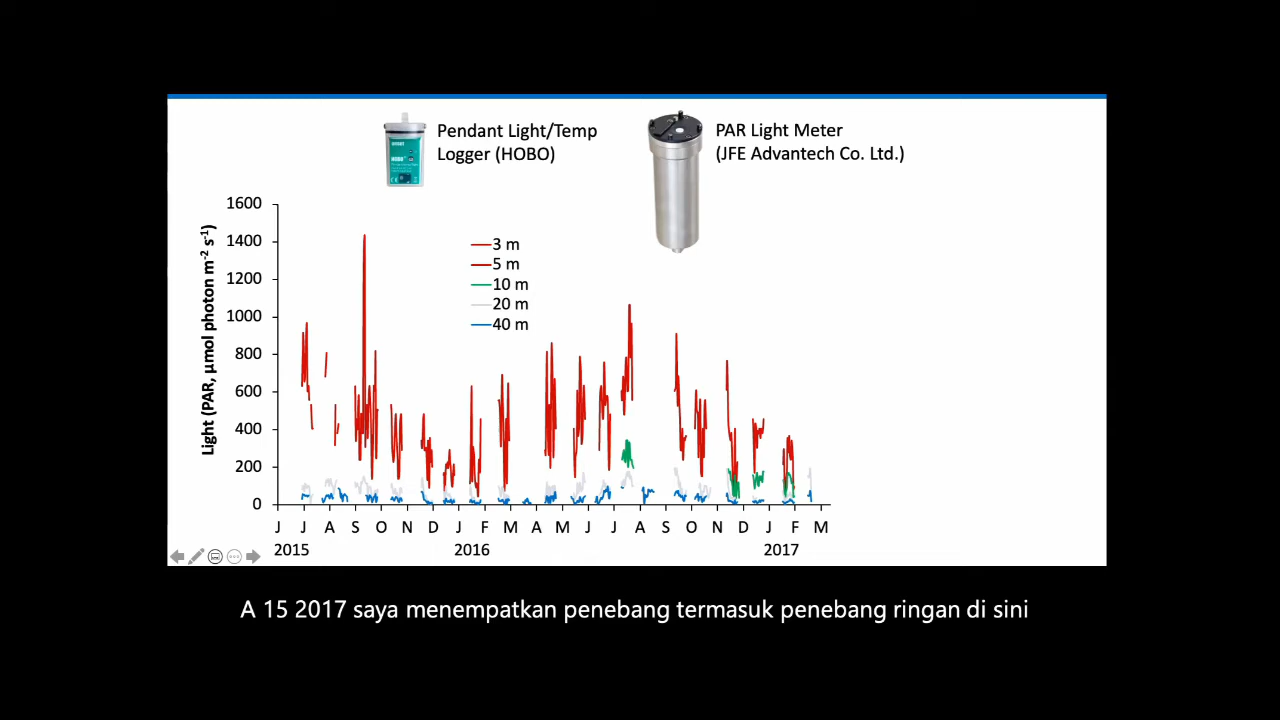 Pendant Light/Temp
Logger (HOBO)
PAR Light Meter
(JFE Advantech Co. Ltd.)
HOBO
Light (PAR, µmol photon m⁻² s⁻¹)
1600
1400
1200
1000
800
600
400
200
0
3 m
5 m
10 m
20 m
40 m
J J A S O N D J F M A M J J A S O N D J F M
2015 2016 2017
A 15 2017 saya menempatkan penebang termasuk penebang ringan di sini